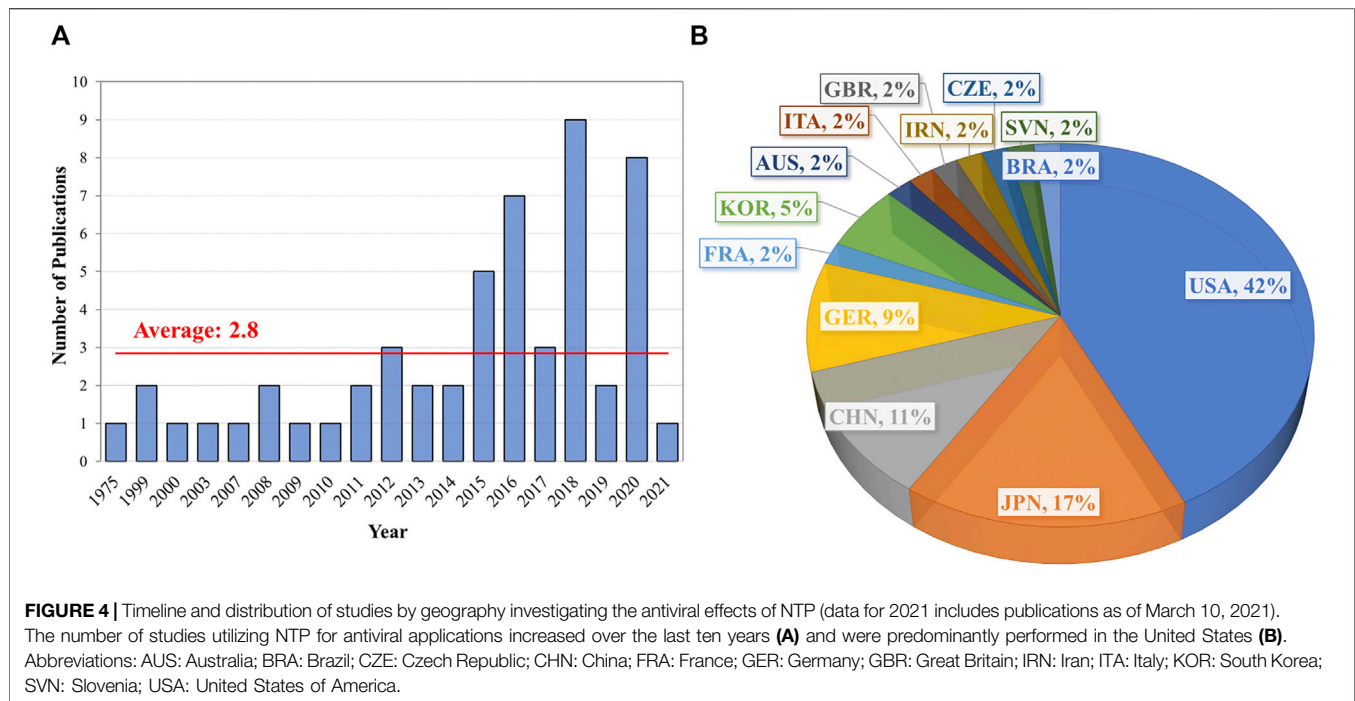 A
B
10
9
8
7
6
5
4
3
2
1
0
Number of Publications
Average: 2.8
1975
1999
2000
2003
2007
2008
2009
2010
2011
2012
2013
2014
2015
2016
2017
2018
2019
2020
2021
Year
GBR, 2%
CZE, 2%
ITA, 2%
IRN, 2%
SVN, 2%
AUS, 2%
BRA, 2%
KOR, 5%
FRA, 2%
USA, 42%
GER, 9%
CHN, 11%
JPN, 17%
FIGURE 4 | Timeline and distribution of studies by geography investigating the antiviral effects of NTP (data for 2021 includes publications as of March 10, 2021).
The number of studies utilizing NTP for antiviral applications increased over the last ten years (A) and were predominantly performed in the United States (B).
Abbreviations: AUS: Australia; BRA: Brazil; CZE: Czech Republic; CHN: China; FRA: France; GER: Germany; GBR: Great Britain; IRN: Iran; ITA: Italy; KOR: South Korea;
SVN: Slovenia; USA: United States of America.